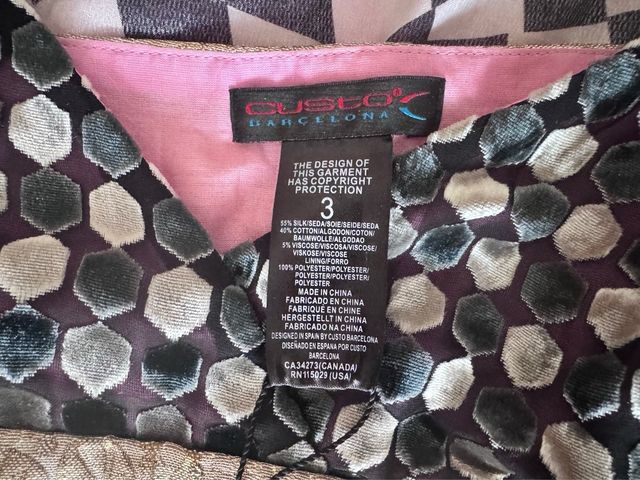 CUSTO
BARCELONA
THE DESIGN OF
THIS GARMENT
HAS COPYRIGHT
PROTECTION
3
55% SILK/SEDA/SOIE/SEIDE/SEDA
40% COTTON/ALGODON/COTON/
BAUMWOLLE/ALGODAO
5% VISCOSE/VISCOSA/VISCOSE/
VISKOSE/VISCOSE
LINING/FORRO
100% POLYESTER/POLYESTER/
POLYESTER/POLYESTER/
POLYESTER
MADE IN CHINA
FABRICADO EN CHINA
FABRIQUÉ EN CHINE
HERGESTELLT IN CHINA
FABRICADO NA CHINA
DESIGNED IN SPAIN BY CUSTO BARCELONA
DISEÑADO EN ESPAÑA POR CUSTO
BARCELONA
CA34273(CANADA)
RN115029 (USA)